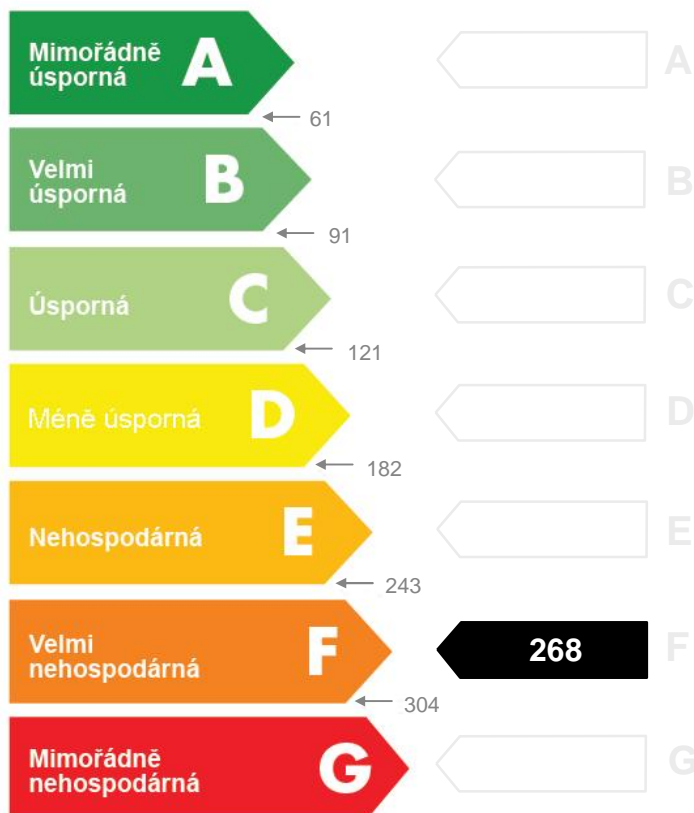 Mimořádně
úsporná
A
A
61
Velmi
úsporná
B
B
91
Úsporná
C
C
121
Méně úsporná
D
D
182
Nehospodárná
E
E
243
Velmi
nehospodárná
F
268
F
304
Mimořádně
nehospodárná
G
G